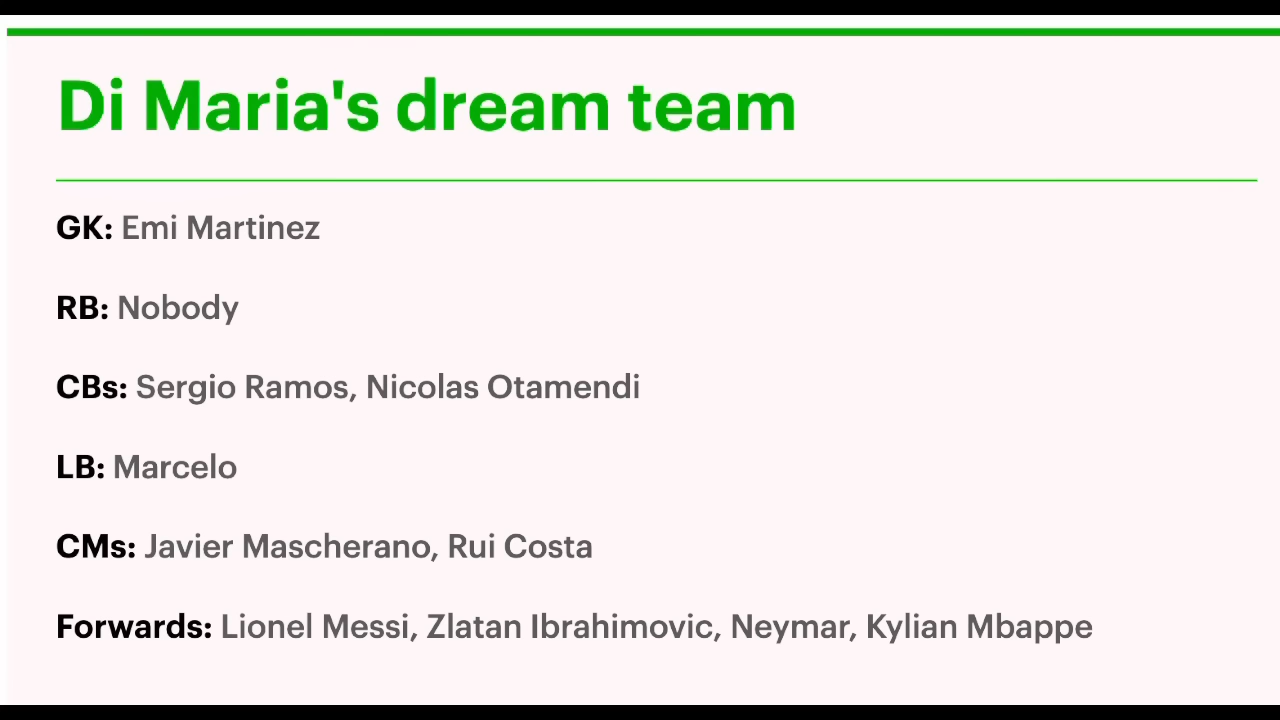 Di Maria's dream team
GK: Emi Martinez
RB: Nobody
CBs: Sergio Ramos, Nicolas Otamendi
LB: Marcelo
CMs: Javier Mascherano, Rui Costa
Forwards: Lionel Messi, Zlatan Ibrahimovic, Neymar, Kylian Mbappe